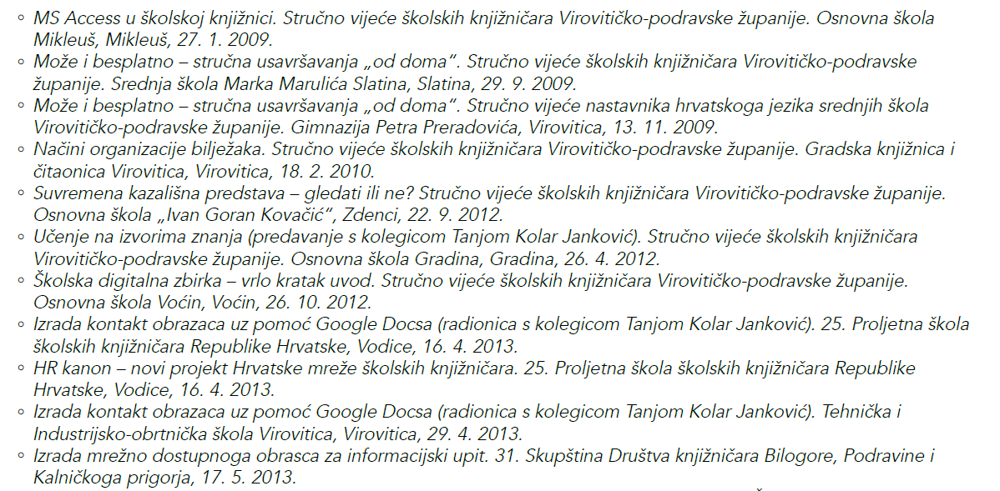 ◦ MS Access u školskoj knjižnici. Stručno vijeće školskih knjižničara Virovitičko-podravske županije. Osnovna škola
Mikleuš, Mikleuš, 27. 1. 2009.
◦ Može i besplatno – stručna usavršavanja „od doma“. Stručno vijeće školskih knjižničara Virovitičko-podravske
županije. Srednja škola Marka Marulića Slatina, Slatina, 29. 9. 2009.
◦ Može i besplatno – stručna usavršavanja „od doma“. Stručno vijeće nastavnika hrvatskoga jezika srednjih škola
Virovitičko-podravske županije. Gimnazija Petra Preradovića, Virovitica, 13. 11. 2009.
◦ Načini organizacije bilježaka. Stručno vijeće školskih knjižničara Virovitičko-podravske županije. Gradska knjižnica i
čitaonica Virovitica, Virovitica, 18. 2. 2010.
◦ Suvremena kazališna predstava – gledati ili ne? Stručno vijeće školskih knjižničara Virovitičko-podravske županije.
Osnovna škola „Ivan Goran Kovačić“, Zdenci, 22. 9. 2012.
◦ Učenje na izvorima znanja (predavanje s kolegicom Tanjom Kolar Janković). Stručno vijeće školskih knjižničara
Virovitičko-podravske županije. Osnovna škola Gradina, Gradina, 26. 4. 2012.
◦ Školska digitalna zbirka – vrlo kratak uvod. Stručno vijeće školskih knjižničara Virovitičko-podravske županije.
Osnovna škola Voćin, Voćin, 26. 10. 2012.
◦ Izrada kontakt obrazaca uz pomoć Google Docsa (radionica s kolegicom Tanjom Kolar Janković). 25. Proljetna škola
školskih knjižničara Republike Hrvatske, Vodice, 16. 4. 2013.
◦ HR kanon – novi projekt Hrvatske mreže školskih knjižničara. 25. Proljetna škola školskih knjižničara Republike
Hrvatske, Vodice, 16. 4. 2013.
◦ Izrada kontakt obrazaca uz pomoć Google Docsa (radionica s kolegicom Tanjom Kolar Janković). Tehnička i
Industrijsko-obrtnička škola Virovitica, Virovitica, 29. 4. 2013.
◦ Izrada mrežno dostupnoga obrasca za informacijski upit. 31. Skupština Društva knjižničara Bilogore, Podravine i
Kalničkoga prigorja, 17. 5. 2013.